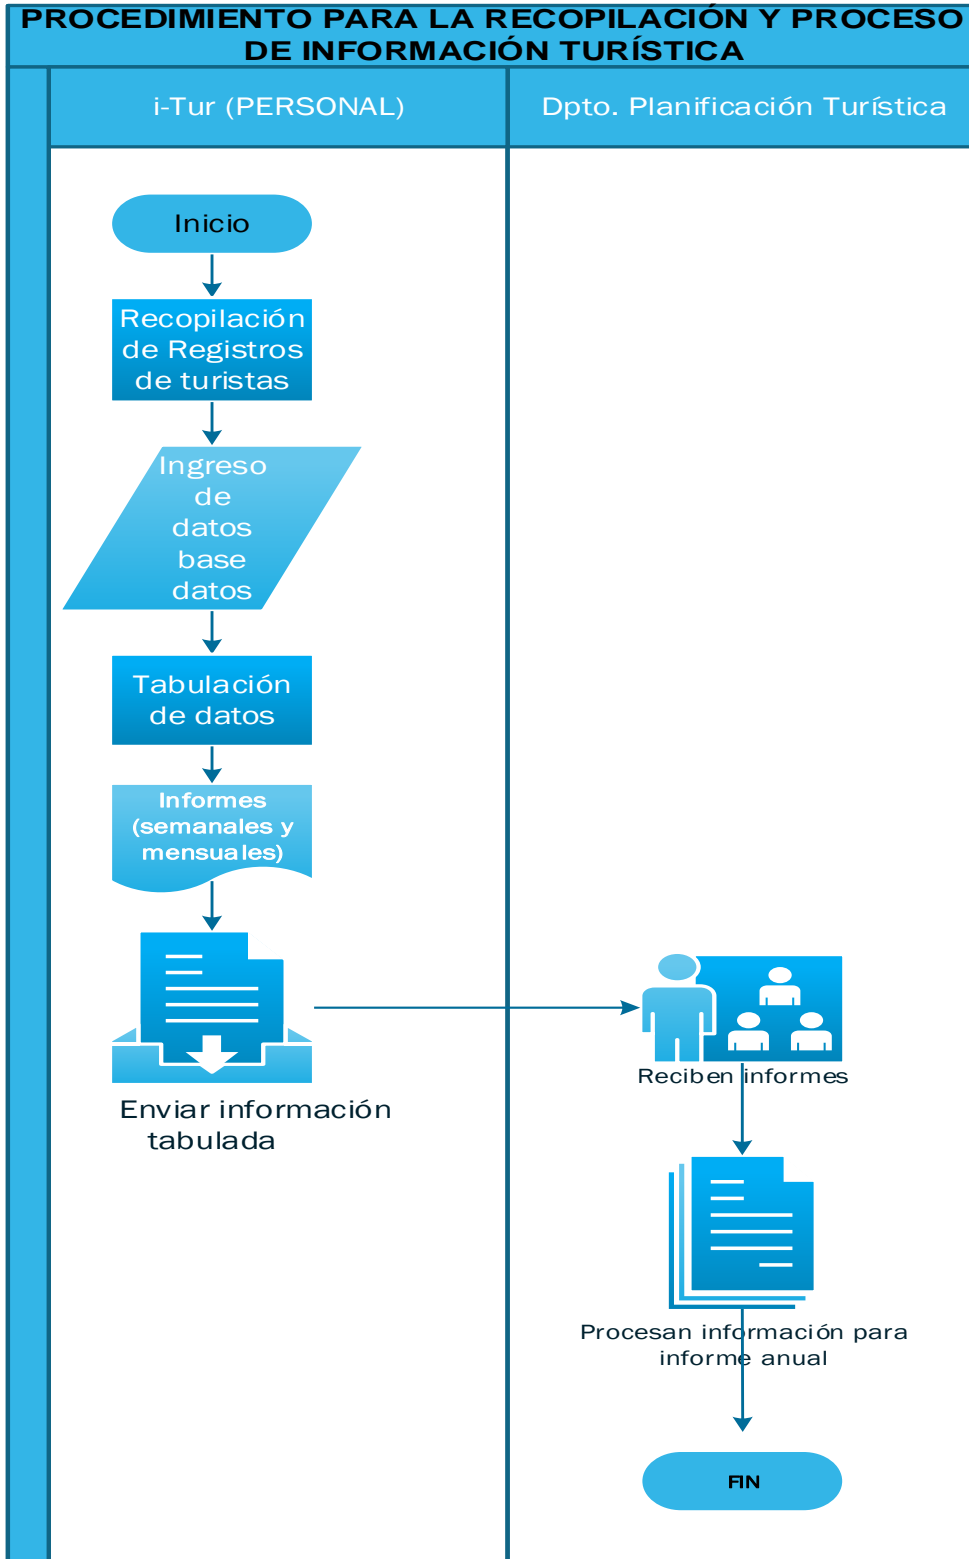 PROCEDIMIENTO PARA LA RECOPILACIÓN Y PROCESO
DE INFORMACIÓN TURÍSTICA
i-Tur (PERSONAL)
Dpto. Planificación Turística
Inicio
Recopilación
de Registros
de turistas
Ingreso
de
datos
base
datos
Tabulación
de datos
Informes
(semanales y
mensuales)
Enviar información
tabulada
Reciben informes
Procesan información para
informe anual
FIN